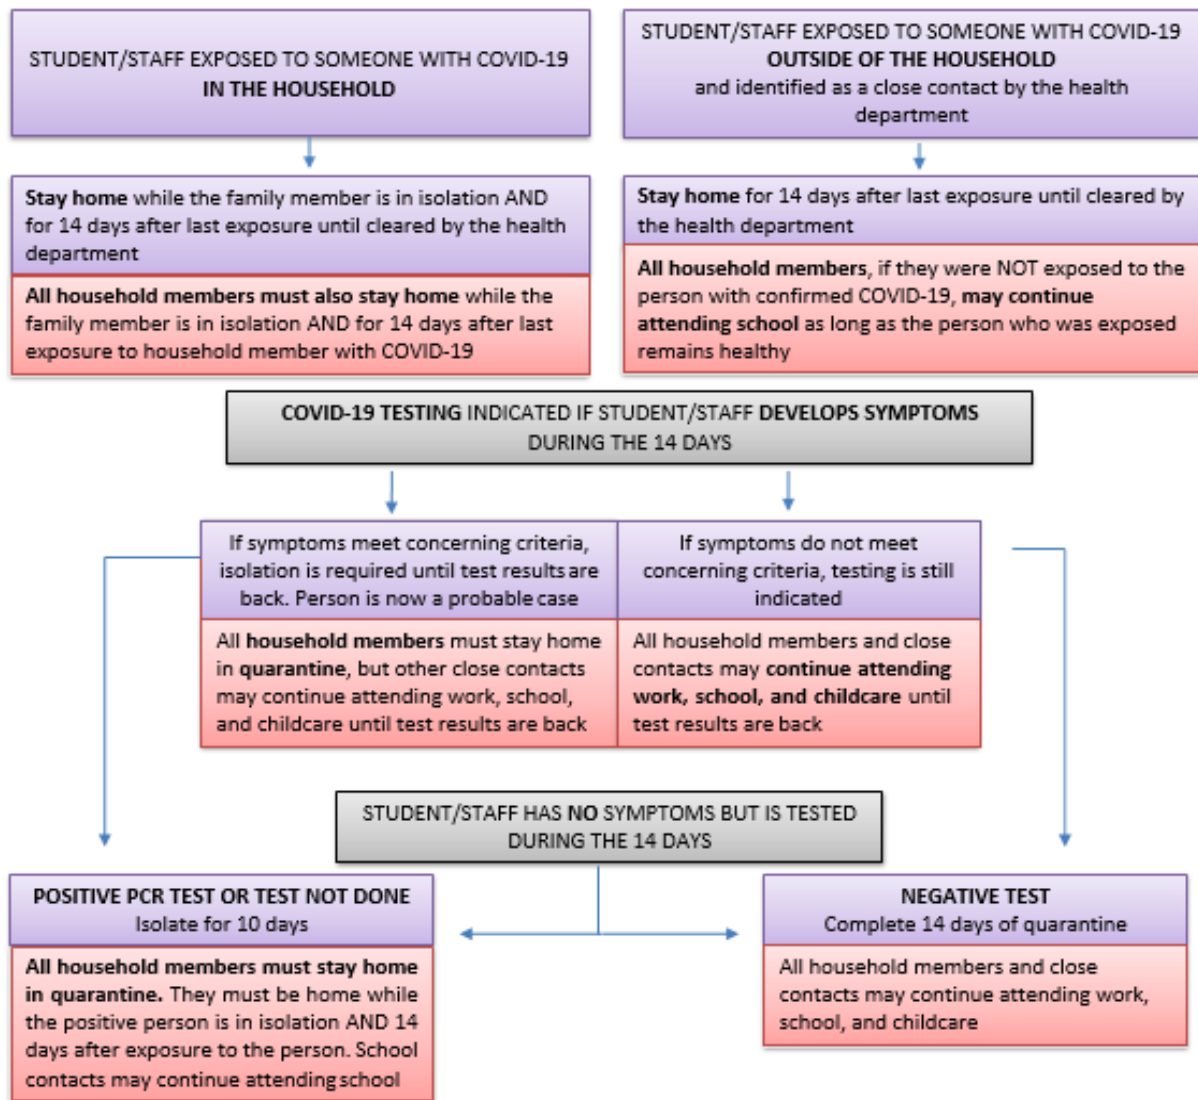 STUDENT/STAFF EXPOSED TO SOMEONE WITH COVID-19
IN THE HOUSEHOLD
STUDENT/STAFF EXPOSED TO SOMEONE WITH COVID-19
OUTSIDE OF THE HOUSEHOLD
and identified as a close contact by the health
department
Stay home while the family member is in isolation AND
for 14 days after last exposure until cleared by the health
department
All household members must also stay home while the
family member is in isolation AND for 14 days after last
exposure to household member with COVID-19
Stay home for 14 days after last exposure until cleared by
the health department
All household members, if they were NOT exposed to the
person with confirmed COVID-19, may continue
attending school as long as the person who was exposed
remains healthy
COVID-19 TESTING INDICATED IF STUDENT/STAFF DEVELOPS SYMPTOMS
DURING THE 14 DAYS
If symptoms meet concerning criteria,
isolation is required until test results are
back. Person is now a probable case
All household members must stay home
in quarantine, but other close contacts
may continue attending work, school,
and childcare until test results are back
If symptoms do not meet
concerning criteria, testing is still
indicated
All household members and close
contacts may continue attending
work, school, and childcare until
test results are back
STUDENT/STAFF HAS NO SYMPTOMS BUT IS TESTED
DURING THE 14 DAYS
POSITIVE PCR TEST OR TEST NOT DONE
Isolate for 10 days
All household members must stay home
in quarantine. They must be home while
the positive person is in isolation AND 14
days after exposure to the person. School
contacts may continue attending school
NEGATIVE TEST
Complete 14 days of quarantine
All household members and close
contacts may continue attending work,
school, and childcare